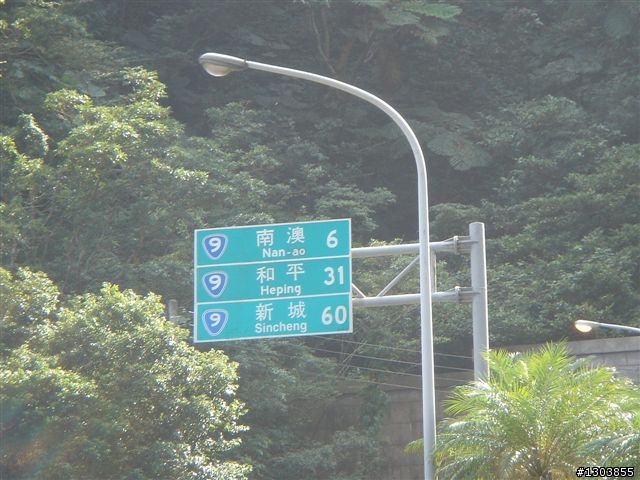 9 南澳 6
Nan-ao
9 和平 31
Heping
9 新城 60
Sincheng
#1303855